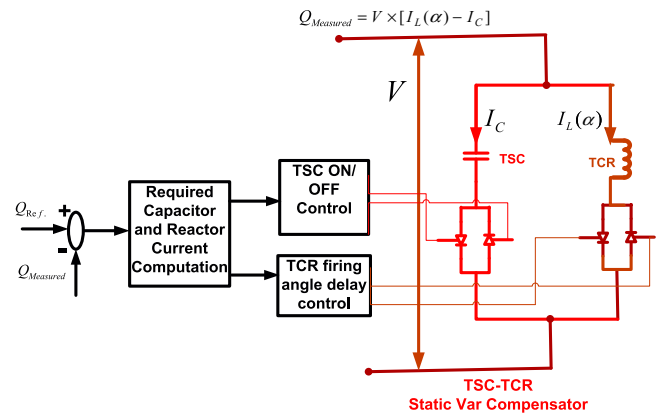 Q_Measured = V × [I_L(α) − I_C]
V
I_C
I_L(α)
TSC
TCR
TSC ON/
OFF
Control
Required
Capacitor
and Reactor
Current
Computation
Q_Ref.
+
-
Q_Measured
TCR firing
angle delay
control
TSC-TCR
Static Var Compensator